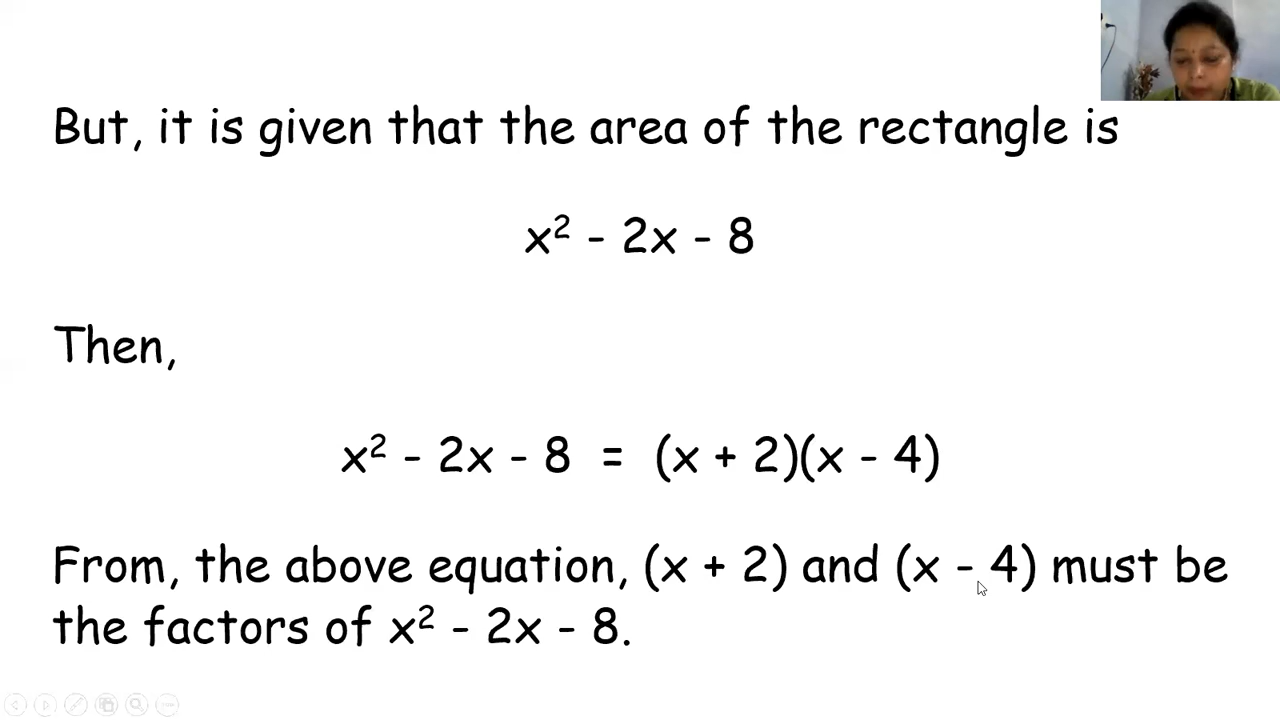 But, it is given that the area of the rectangle is
x² - 2x - 8
Then,
x² - 2x - 8 = (x + 2)(x - 4)
From, the above equation, (x + 2) and (x - 4) must be
the factors of x² - 2x - 8.